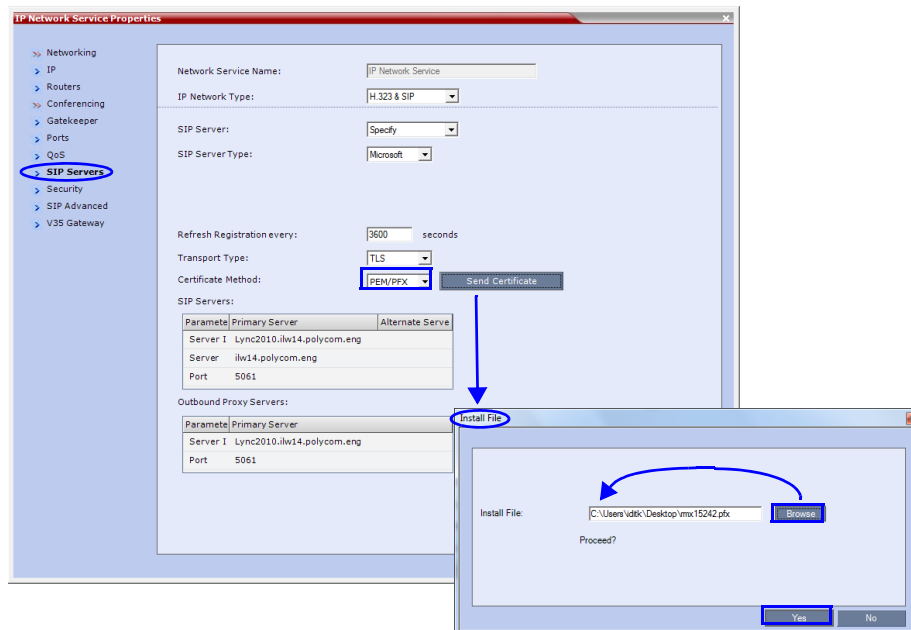 IP Network Service Properties
Networking
IP
Routers
Conferencing
Gatekeeper
Ports
QoS
SIP Servers
Security
SIP Advanced
V35 Gateway
Network Service Name: IP Network Service
IP Network Type: H.323 & SIP
SIP Server: Specify
SIP Server Type: Microsoft
Refresh Registration every: 3600 seconds
Transport Type: TLS
Certificate Method: PEM/PFX Send Certificate
SIP Servers:
Paramete Primary Server Alternate Serve
Server I Lync2010.ilw14.polycom.eng
Server ilw14.polycom.eng
Port 5061
Outbound Proxy Servers:
Paramete Primary Server
Server I Lync2010.ilw14.polycom.eng
Port 5061
Install File
Install File: C:\Users\iditk\Desktop\rmx15242.pfx Browse
Proceed?
Yes No